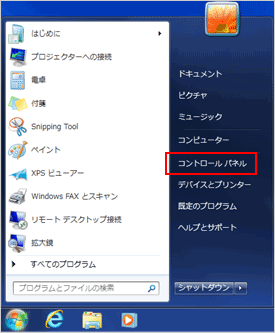 はじめに
プロジェクターへの接続
電卓
付箋
Snipping Tool
ペイント
XPS ビューアー
Windows FAX とスキャン
リモート デスクトップ接続
拡大鏡
すべてのプログラム
プログラムとファイルの検索
ドキュメント
ピクチャ
ミュージック
コンピューター
コントロール パネル
デバイスとプリンター
既定のプログラム
ヘルプとサポート
シャットダウン